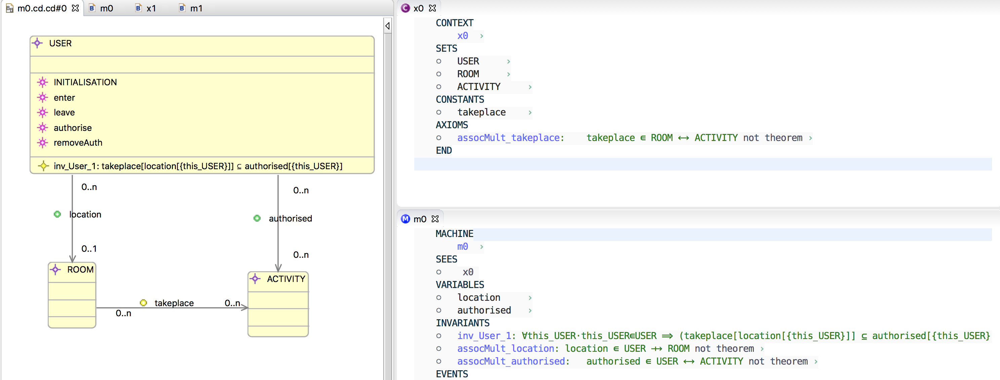 m0.cd.cd#0 m0 x1 m1
USER
INITIALISATION
enter
leave
authorise
removeAuth
inv_User_1: takeplace[location[{this_USER}]] ⊆ authorised[{this_USER}]
0..n
0..n
location
authorised
0..1
0..n
ROOM
ACTIVITY
takeplace
0..n
0..n
x0
CONTEXT
x0
SETS
USER
ROOM
ACTIVITY
CONSTANTS
takeplace
AXIOMS
assocMult_takeplace: takeplace ∈ ROOM ↔ ACTIVITY not theorem
END
m0
MACHINE
m0
SEES
x0
VARIABLES
location
authorised
INVARIANTS
inv_User_1: ∀this_USER·this_USER∈USER ⇒ (takeplace[location[{this_USER}]] ⊆ authorised[{this_USER}
assocMult_location: location ∈ USER ⇸ ROOM not theorem
assocMult_authorised: authorised ∈ USER ↔ ACTIVITY not theorem
EVENTS